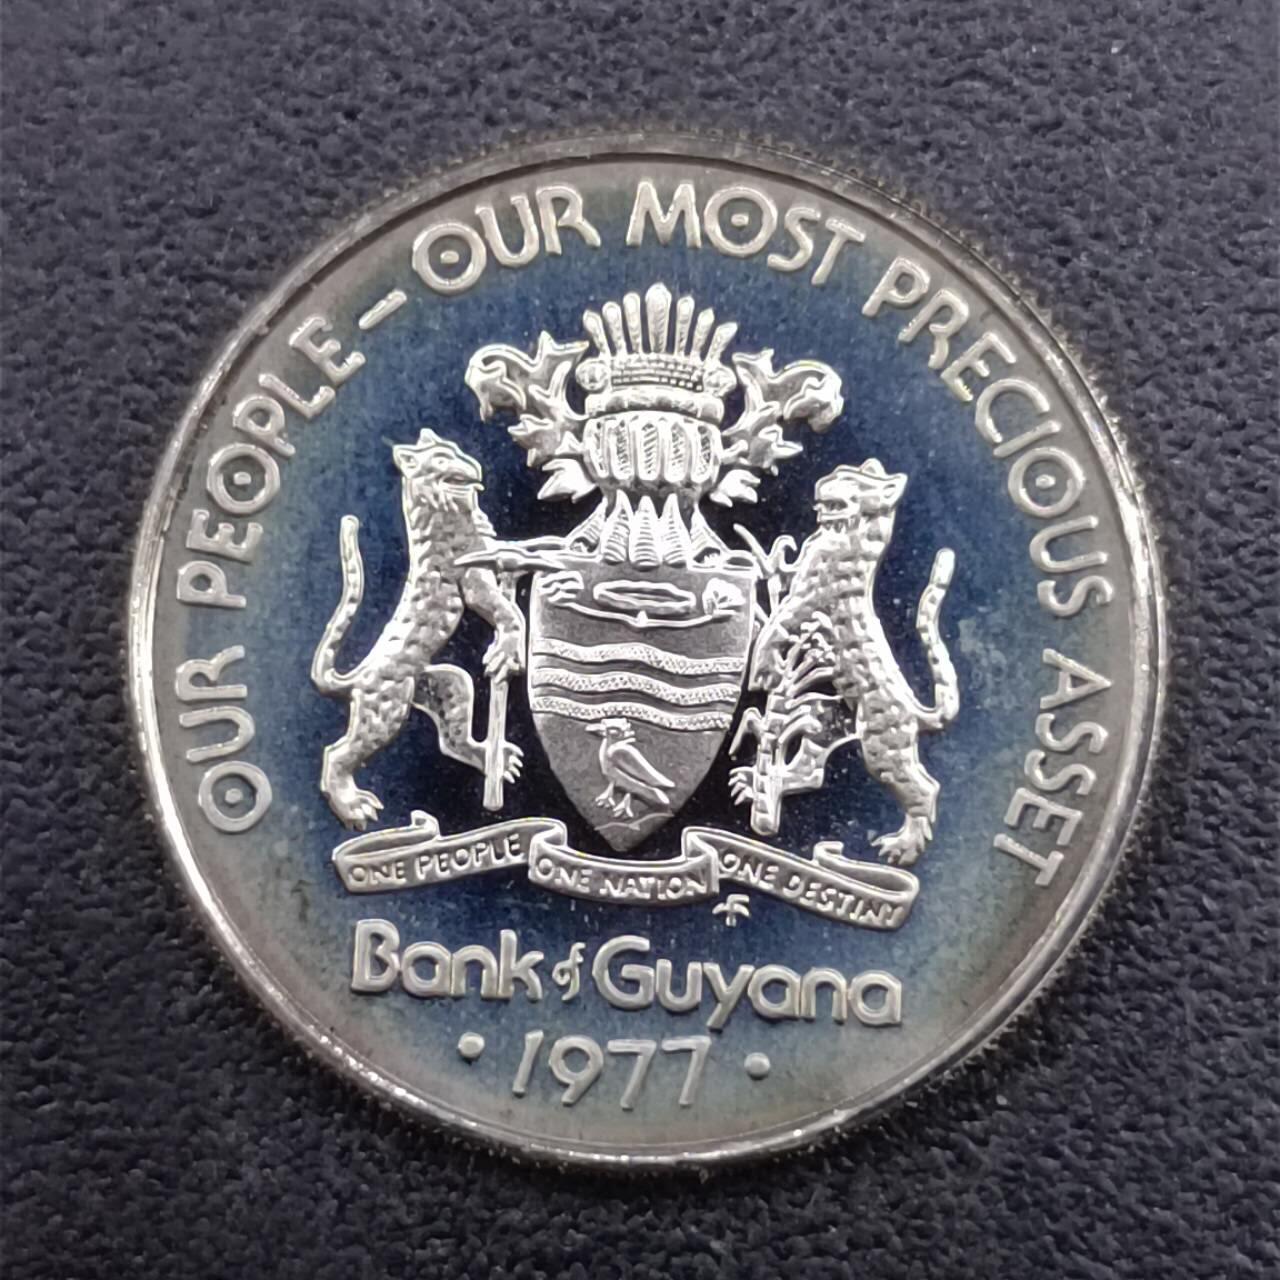 OUR PEOPLE – OUR MOST PRECIOUS ASSET
ONE PEOPLE ONE NATION ONE DESTINY
Bank of Guyana
• 1977 •